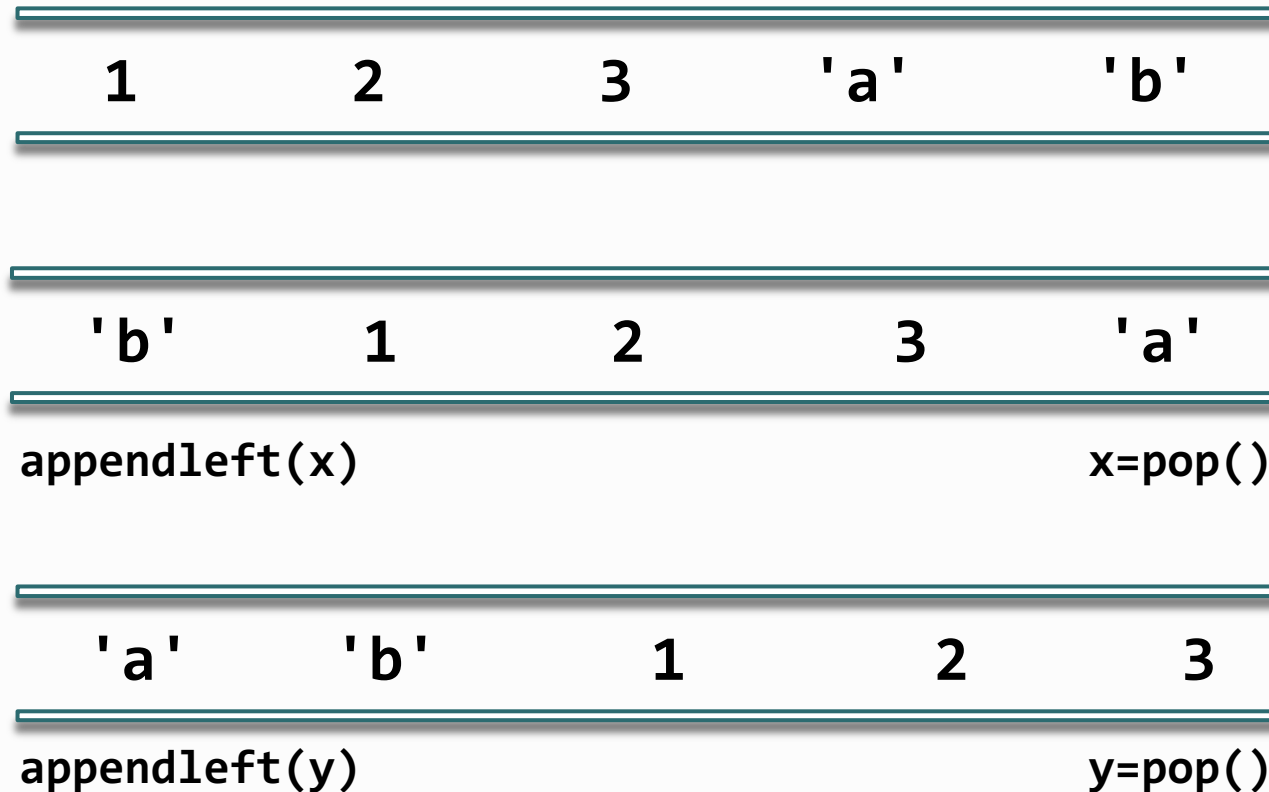 1 2 3 'a' 'b'
'b' 1 2 3 'a'
appendleft(x) x=pop()
'a' 'b' 1 2 3
appendleft(y) y=pop()